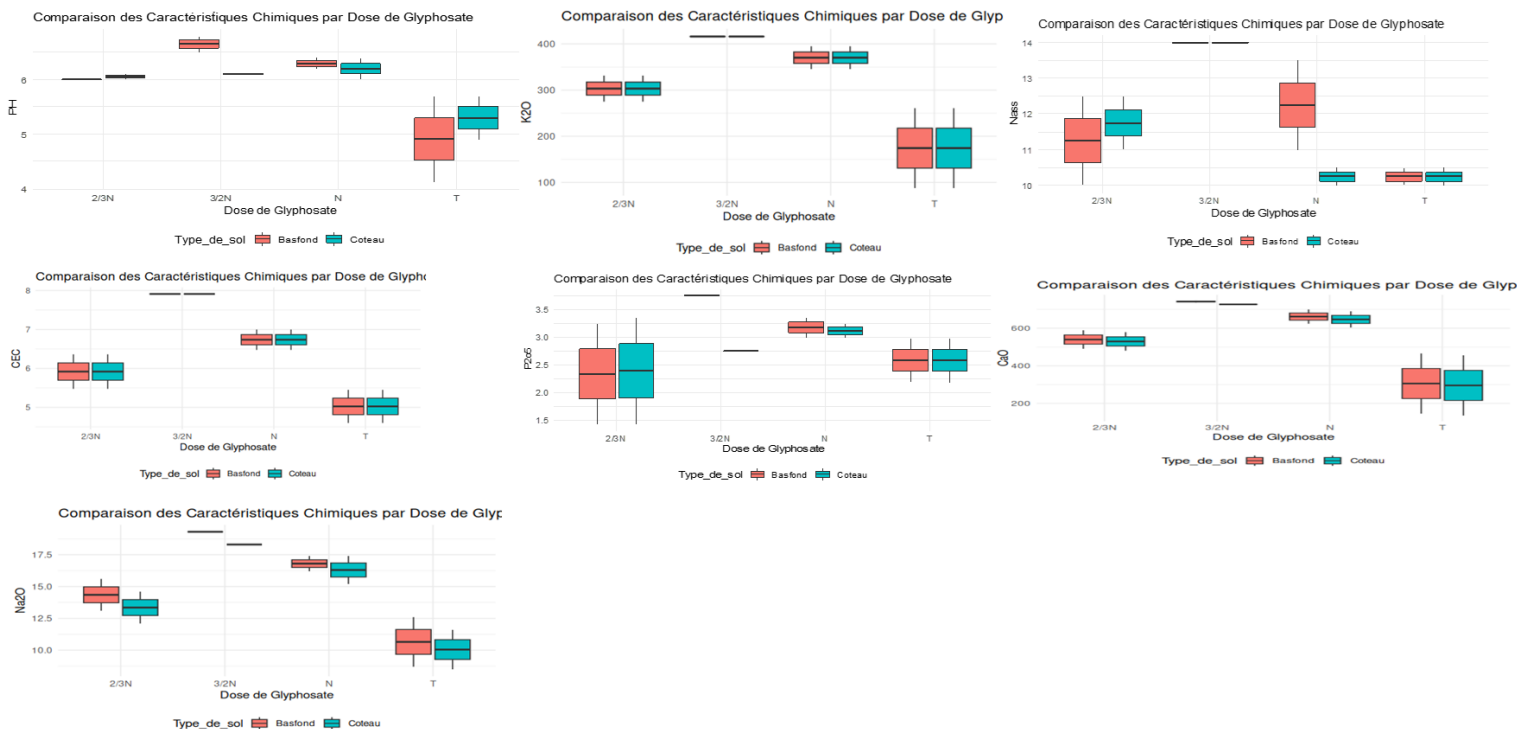 Comparaison des Caractéristiques Chimiques par Dose de Glyphosate
PH
6
5
4
2/3N 3/2N N T
Dose de Glyphosate
Type_de_sol Basfond Coteau
Comparaison des Caractéristiques Chimiques par Dose de Glyp
K2O
400
300
200
100
2/3N 3/2N N T
Dose de Glyphosate
Type_de_sol Basfond Coteau
Comparaison des Caractéristiques Chimiques par Dose de Glyphosate
Nass
14
13
12
11
10
2/3N 3/2N N T
Dose de Glyphosate
Type_de_sol Basfond Coteau
Comparaison des Caractéristiques Chimiques par Dose de Glyphc
CEC
8
7
6
5
2/3N 3/2N N T
Dose de Glyphosate
Type_de_sol Basfond Coteau
Comparaison des Caractéristiques Chimiques par Dose de Glyphosate
P2o5
3.5
3.0
2.5
2.0
1.5
2/3N 3/2N N T
Dose de Glyphosate
Type_de_sol Basfond Coteau
Comparaison des Caractéristiques Chimiques par Dose de Glyp
CaO
600
400
200
2/3N 3/2N N T
Dose de Glyphosate
Type_de_sol Basfond Coteau
Comparaison des Caractéristiques Chimiques par Dose de Glyp
Na2O
17.5
15.0
12.5
10.0
2/3N 3/2N N T
Dose de Glyphosate
Type_de_sol Basfond Coteau